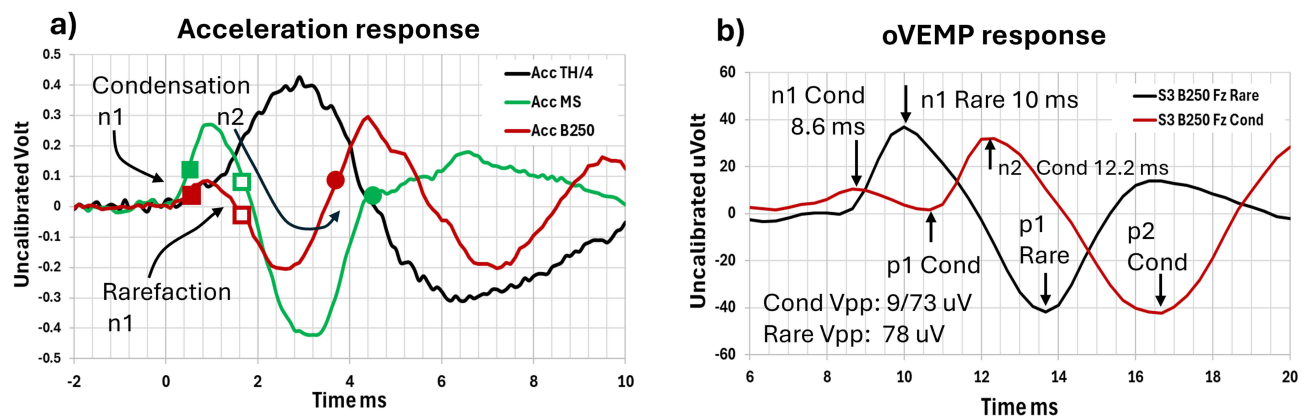 a)
Acceleration response
Uncalibrated Volt
0.5
0.4
0.3
0.2
0.1
0
-0.1
-0.2
-0.3
-0.4
-0.5
-2
0
2
4
6
8
10
Time ms
Condensation
n1
n2
Rarefaction
n1
Acc TH/4
Acc MS
Acc B250
b)
oVEMP response
Uncalibrated uVolt
60
40
20
0
-20
-40
-60
6
8
10
12
14
16
18
20
Time ms
n1 Cond
8.6 ms
n1 Rare 10 ms
S3 B250 Fz Rare
S3 B250 Fz Cond
n2 Cond 12.2 ms
p1 Cond
p1
Rare
p2
Cond
Cond Vpp: 9/73 uV
Rare Vpp: 78 uV